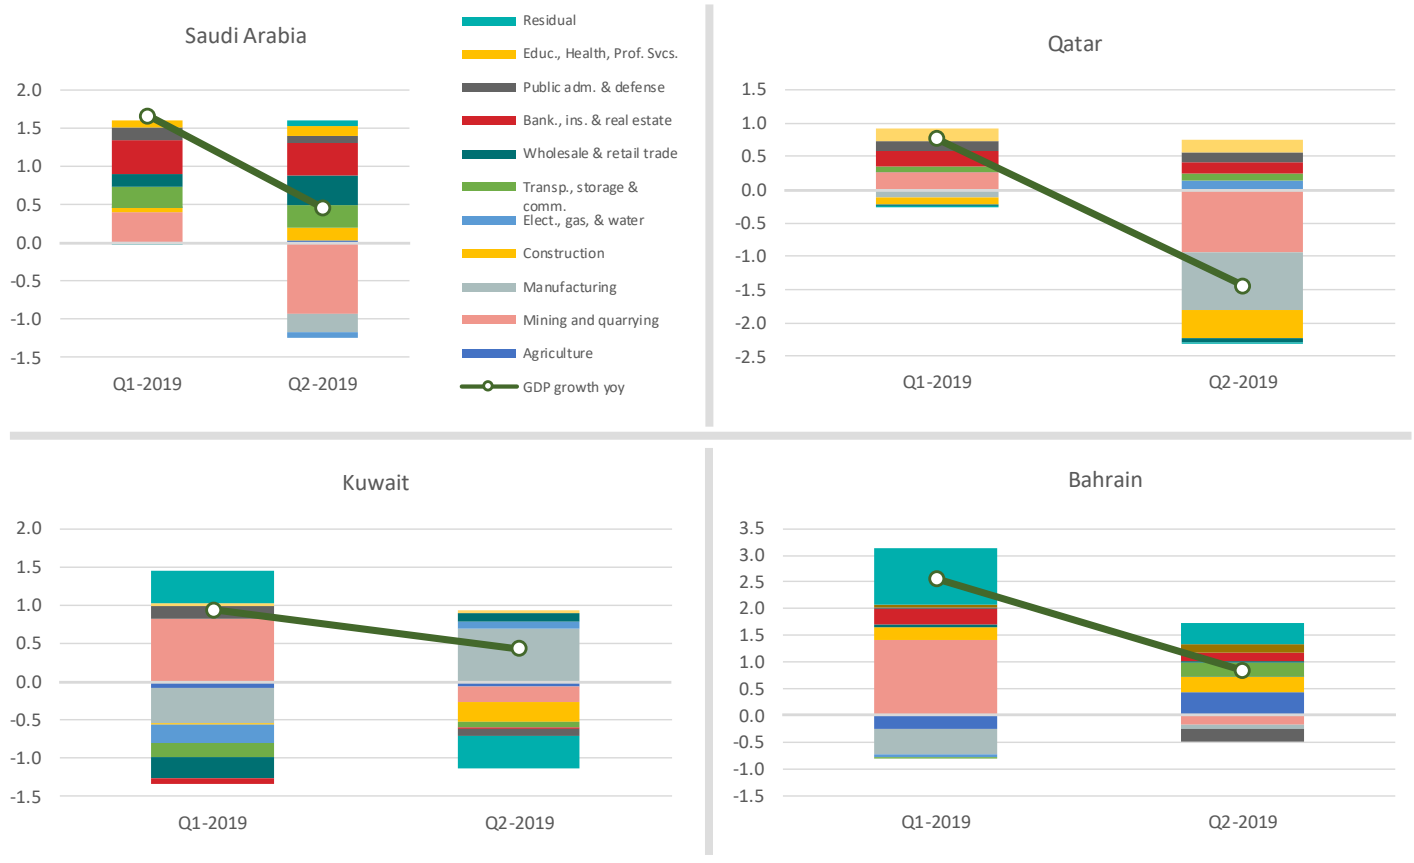 Saudi Arabia
2.0
1.5
1.0
0.5
0.0
-0.5
-1.0
-1.5
Q1-2019
Q2-2019
Residual
Educ., Health, Prof. Svcs.
Public adm. & defense
Bank., ins. & real estate
Wholesale & retail trade
Transp., storage &
comm.
Elect., gas, & water
Construction
Manufacturing
Mining and quarrying
Agriculture
GDP growth yoy
Qatar
1.5
1.0
0.5
0.0
-0.5
-1.0
-1.5
-2.0
-2.5
Q1-2019
Q2-2019
Kuwait
2.0
1.5
1.0
0.5
0.0
-0.5
-1.0
-1.5
Q1-2019
Q2-2019
Bahrain
3.5
3.0
2.5
2.0
1.5
1.0
0.5
0.0
-0.5
-1.0
-1.5
Q1-2019
Q2-2019